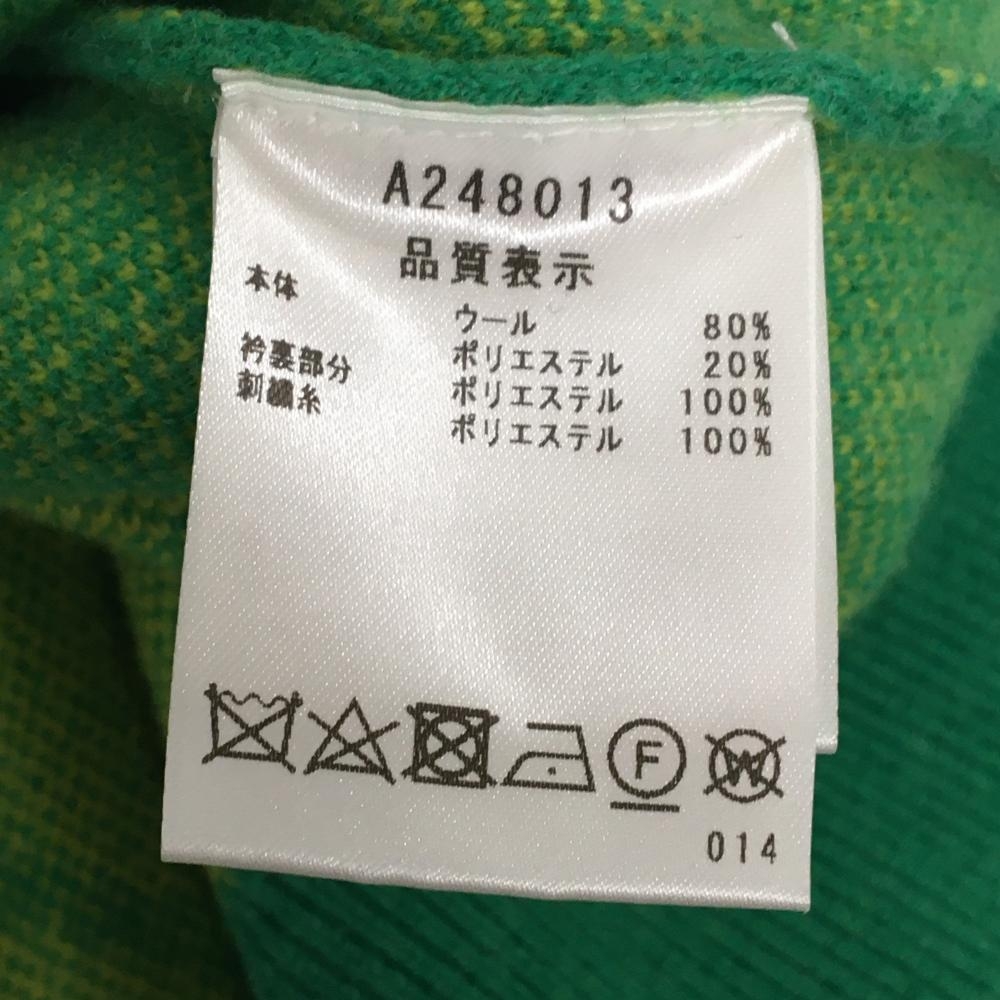 A248013
品質表示
本体
ウール 80%
ポリエステル 20%
衿裏部分 ポリエステル 100%
刺繍糸 ポリエステル 100%
F
W
014